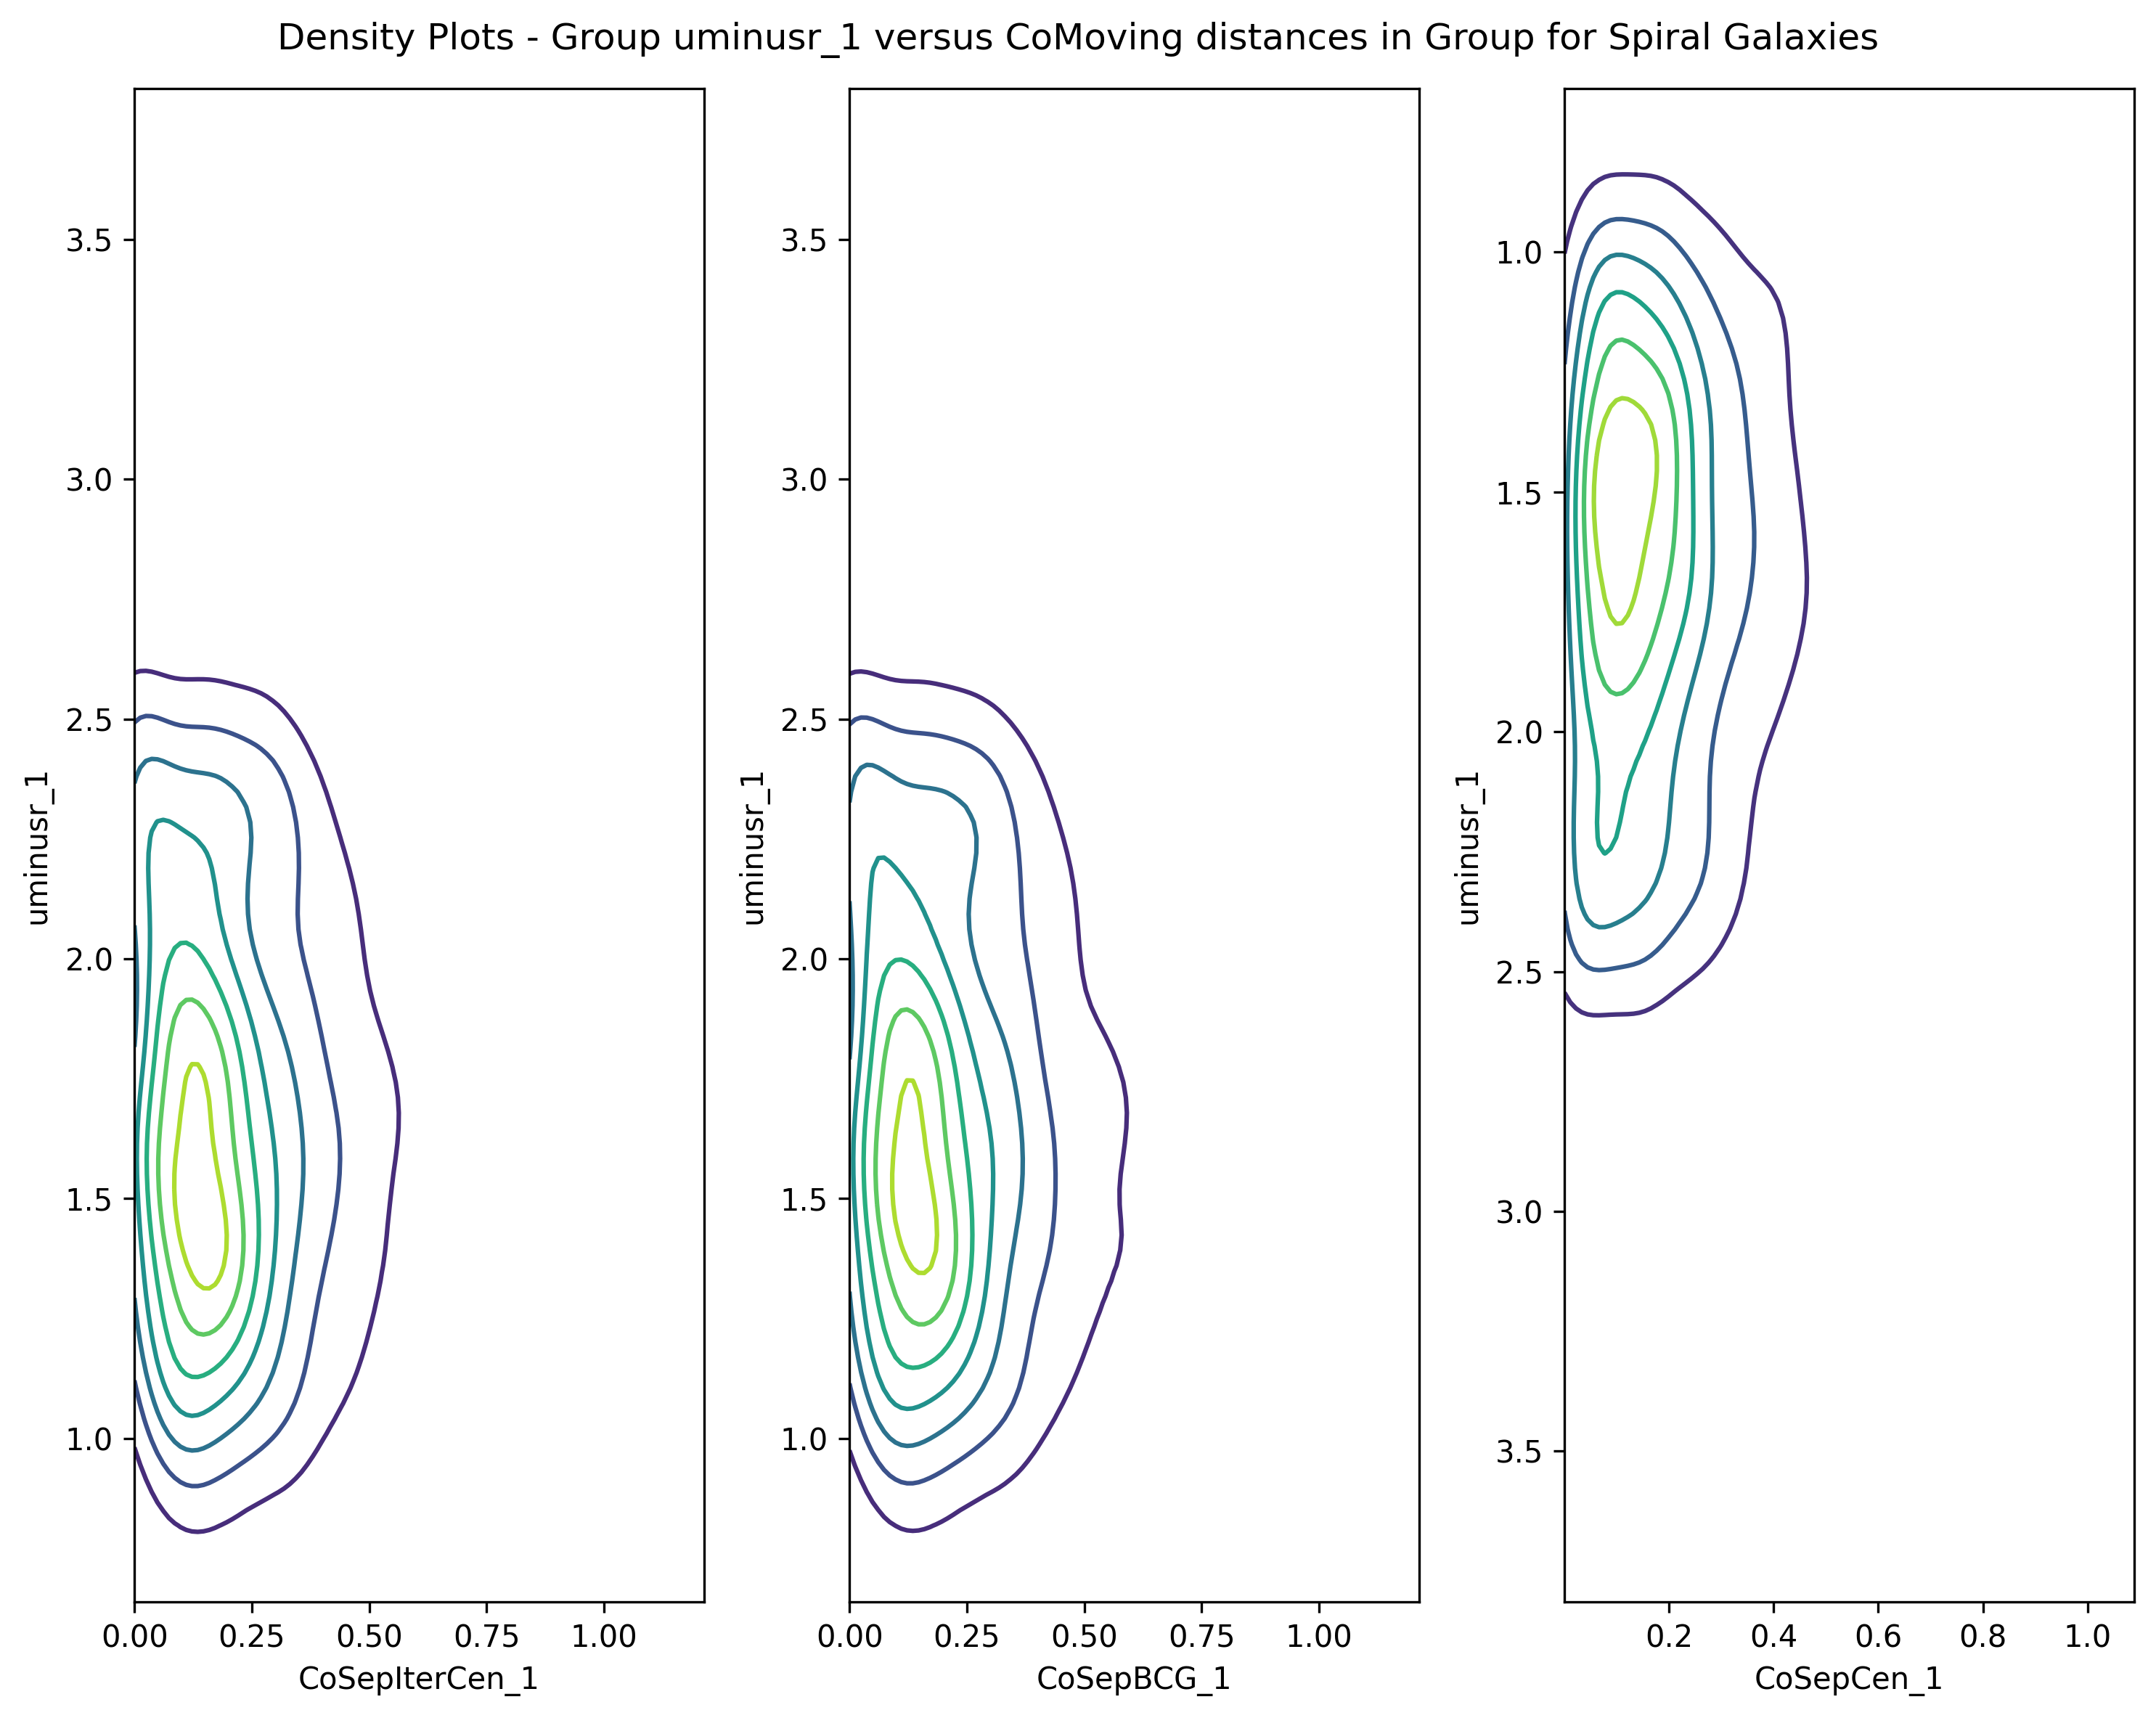 Density Plots - Group uminusr_1 versus CoMoving distances in Group for Spiral Galaxies
uminusr_1
3.5
3.0
2.5
2.0
1.5
1.0
0.00 0.25 0.50 0.75 1.00
CoSepIterCen_1
uminusr_1
3.5
3.0
2.5
2.0
1.5
1.0
0.00 0.25 0.50 0.75 1.00
CoSepBCG_1
uminusr_1
1.0
1.5
2.0
2.5
3.0
3.5
0.2 0.4 0.6 0.8 1.0
CoSepCen_1